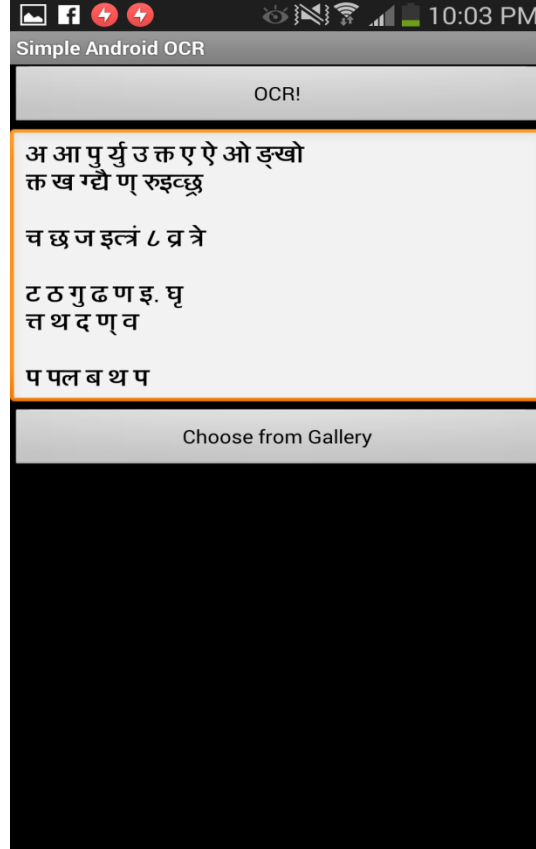 10:03 PM
Simple Android OCR
OCR!
अ आ पु र्यु उ क्त ए ऐ ओ ङ्खो
क्त ख ग्द्यै ण् रुइव्छ्र
च छ ज इत्त्रं ८ व्र त्रे
ट ठ गु ढ ण इ. घृ
त्त थ द ण् व
प पल ब थ प
Choose from Gallery